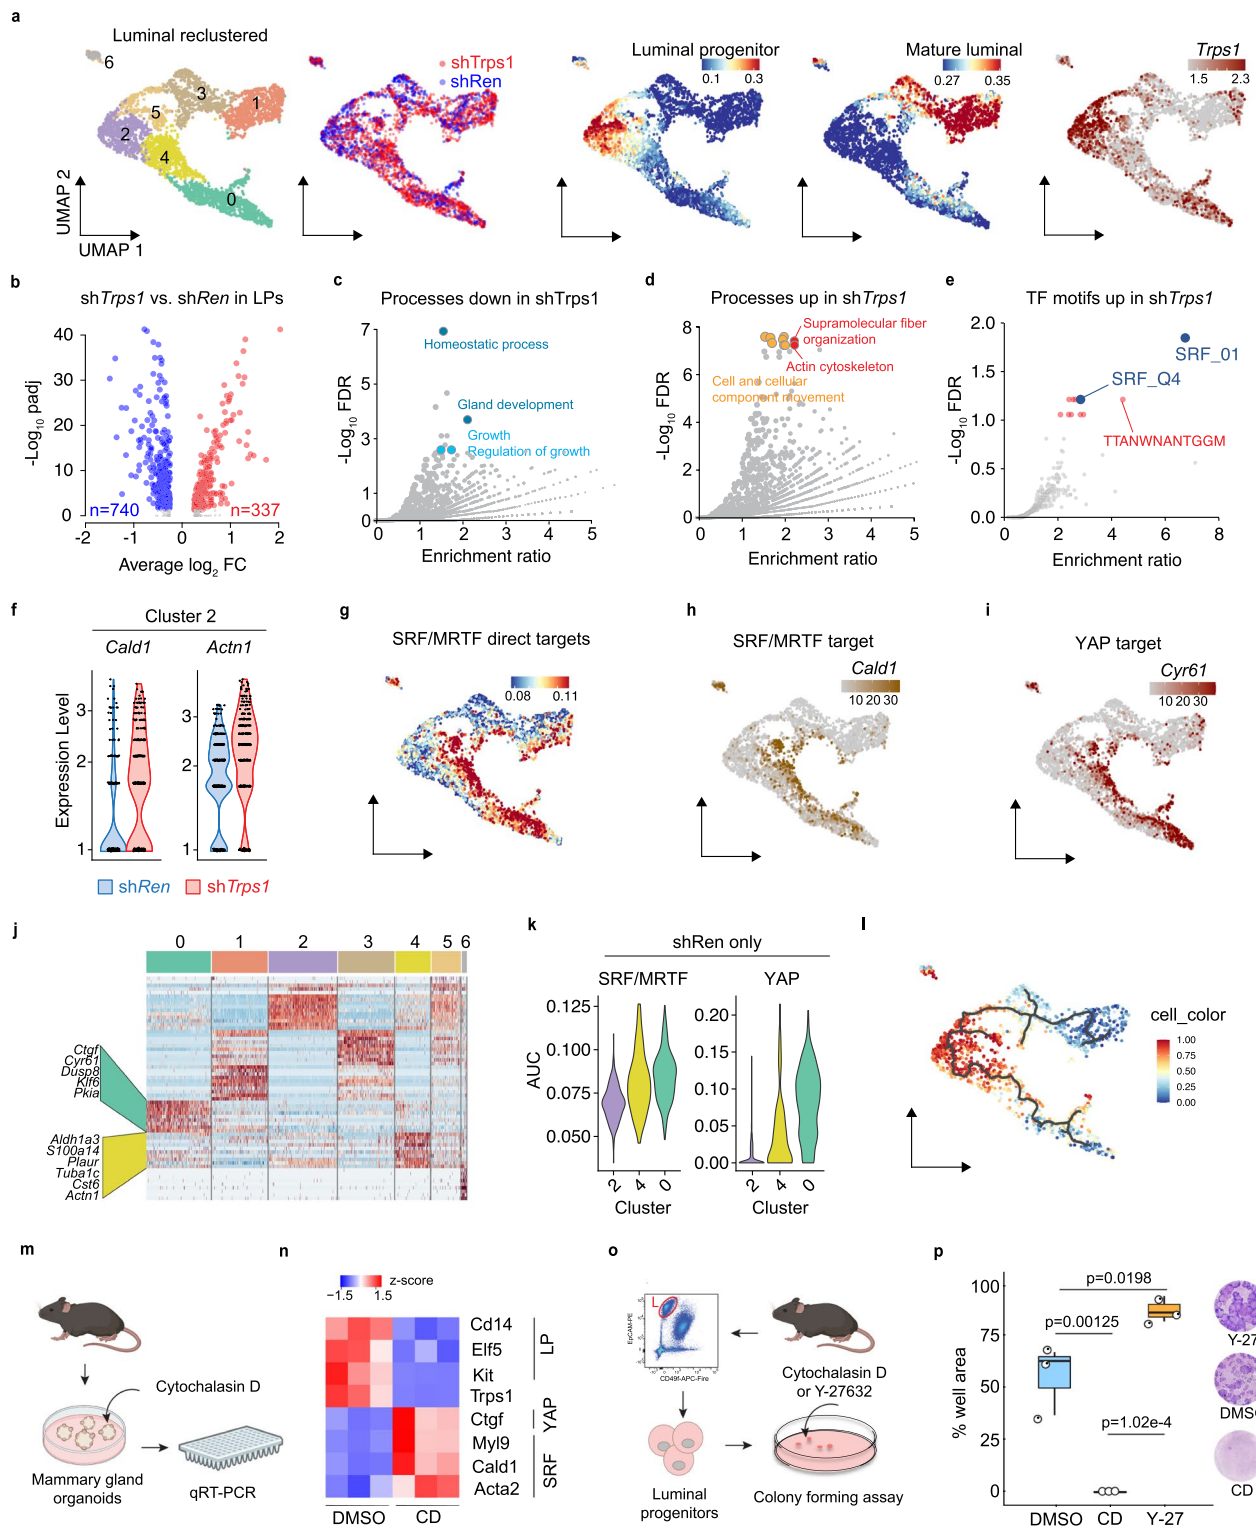 a
Luminal reclustered
6
3
1
5
2
4
0
UMAP 2
UMAP 1
shTrps1
shRen
Luminal progenitor
0.1 0.3
Mature luminal
0.27 0.35
Trps1
1.5 2.3
b
shTrps1 vs. shRen in LPs
40
30
20
10
0
-Log10 padj
n=740 n=337
-2 -1 0 1 2
Average log2 FC
c
Processes down in shTrps1
7
5
3
1
0
-Log10 FDR
Homeostatic process
Gland development
Growth
Regulation of growth
0 1 2 3 4 5
Enrichment ratio
d
Processes up in shTrps1
8
6
4
2
0
-Log10 FDR
Supramolecular fiber
organization
Actin cytoskeleton
Cell and cellular
component movement
0 1 2 3 4 5
Enrichment ratio
e
TF motifs up in shTrps1
2.0
1.5
1.0
0.5
0.0
-Log10 FDR
SRF_01
SRF_Q4
TTANWNANTGGM
0 2 4 6 8
Enrichment ratio
f
Cluster 2
Cald1 Actn1
Expression Level
3
2
1
3
2
1
shRen shTrps1
g
SRF/MRTF direct targets
0.08 0.11
h
SRF/MRTF target
Cald1
10 20 30
i
YAP target
Cyr61
10 20 30
j
0 1 2 3 4 5 6
Ctgf
Cyr61
Dusp8
Klf6
Pkia
Aldh1a3
S100a14
Plaur
Tuba1c
Cst6
Actn1
k
shRen only
SRF/MRTF YAP
AUC
0.125
0.100
0.075
0.050
0.20
0.15
0.10
0.05
0.00
2 4 0 2 4 0
Cluster Cluster
l
cell_color
1.00
0.75
0.50
0.25
0.00
m
Cytochalasin D
Mammary gland
organoids
qRT-PCR
n
z-score
−1.5 1.5
Cd14
Elf5
Kit
Trps1
Ctgf
Myl9
Cald1
Acta2
LP
YAP
SRF
DMSO CD
o
L
EpCAM-PE
CD49f-APC-Fire
Cytochalasin D
or Y-27632
Luminal
progenitors
Colony forming assay
p
100
75
50
25
0
% well area
p=0.0198
p=0.00125
p=1.02e-4
DMSO CD Y-27
Y-27
DMSO
CD